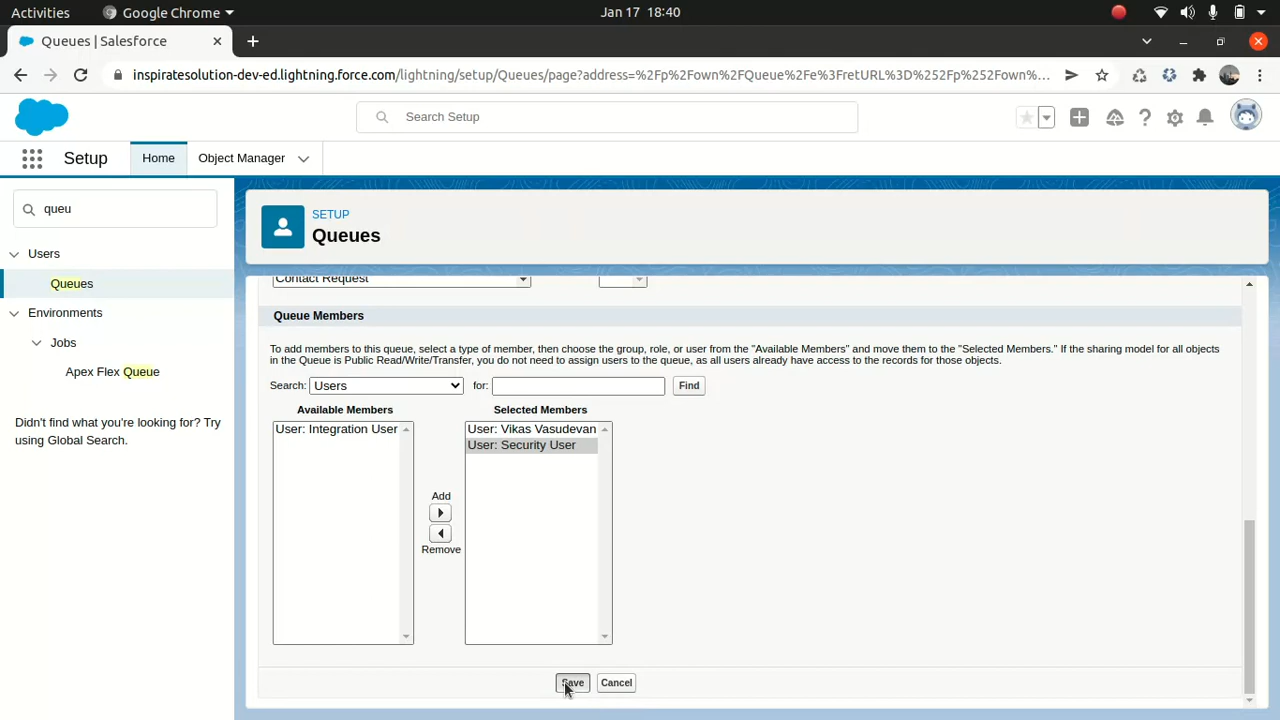 Activities
Google Chrome
Jan 17 18:40
Queues | Salesforce
inspiratesolution-dev-ed.lightning.force.com/lightning/setup/Queues/page?address=%2Fp%2Fown%2FQueue%2Fe%3FretURL%3D%252Fp%252Fown%...
Search Setup
Setup
Home
Object Manager
queu
Users
Queues
Environments
Jobs
Apex Flex Queue
Didn't find what you're looking for? Try
using Global Search.
SETUP
Queues
Contact Request
Queue Members
To add members to this queue, select a type of member, then choose the group, role, or user from the "Available Members" and move them to the "Selected Members." If the sharing model for all objects
in the Queue is Public Read/Write/Transfer, you do not need to assign users to the queue, as all users already have access to the records for those objects.
Search: Users for: Find
Available Members
Selected Members
User: Integration User
User: Vikas Vasudevan
User: Security User
Add
Remove
Save
Cancel